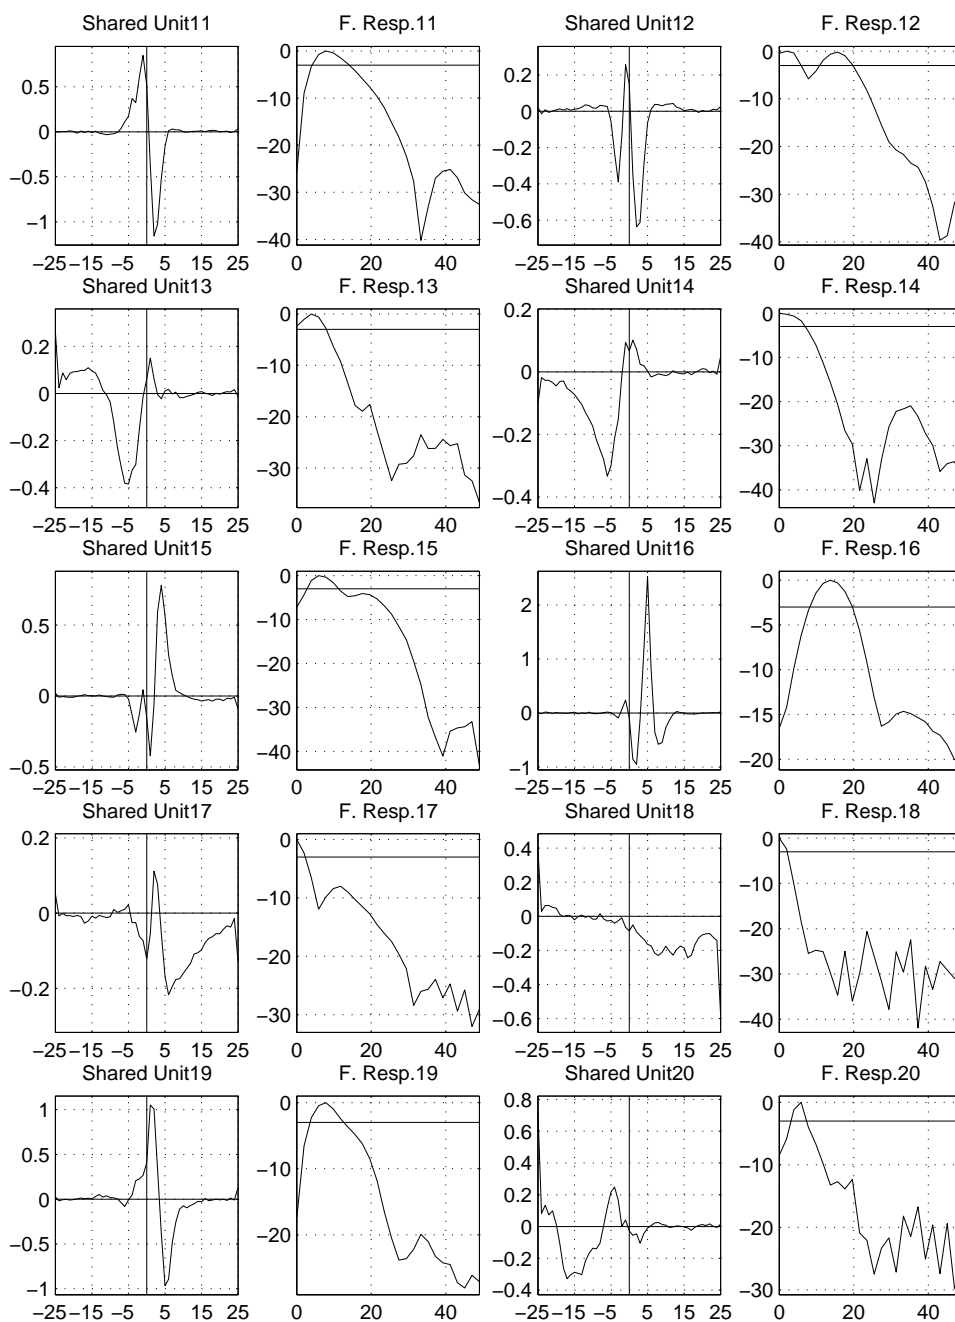 Shared Unit11 F. Resp.11 Shared Unit12 F. Resp.12
0.5 0 −0.5 −1
0 −10 −20 −30 −40
0.2 0 −0.2 −0.4 −0.6
0 −10 −20 −30 −40
−25 −15 −5 5 15 25 0 20 40 −25 −15 −5 5 15 25 0 20 40
Shared Unit13 F. Resp.13 Shared Unit14 F. Resp.14
0.2 0 −0.2 −0.4
0 −10 −20 −30
0.2 0 −0.2 −0.4
0 −10 −20 −30 −40
−25 −15 −5 5 15 25 0 20 40 −25 −15 −5 5 15 25 0 20 40
Shared Unit15 F. Resp.15 Shared Unit16 F. Resp.16
0.5 0 −0.5
0 −10 −20 −30 −40
2 1 0 −1
0 −5 −10 −15 −20
−25 −15 −5 5 15 25 0 20 40 −25 −15 −5 5 15 25 0 20 40
Shared Unit17 F. Resp.17 Shared Unit18 F. Resp.18
0.2 0 −0.2
0 −10 −20 −30
0.4 0.2 0 −0.2 −0.4 −0.6
0 −10 −20 −30 −40
−25 −15 −5 5 15 25 0 20 40 −25 −15 −5 5 15 25 0 20 40
Shared Unit19 F. Resp.19 Shared Unit20 F. Resp.20
1 0.5 0 −0.5 −1
0 −10 −20
0.8 0.6 0.4 0.2 0 −0.2 −0.4
0 −10 −20 −30
−25 −15 −5 5 15 25 0 20 40 −25 −15 −5 5 15 25 0 20 40